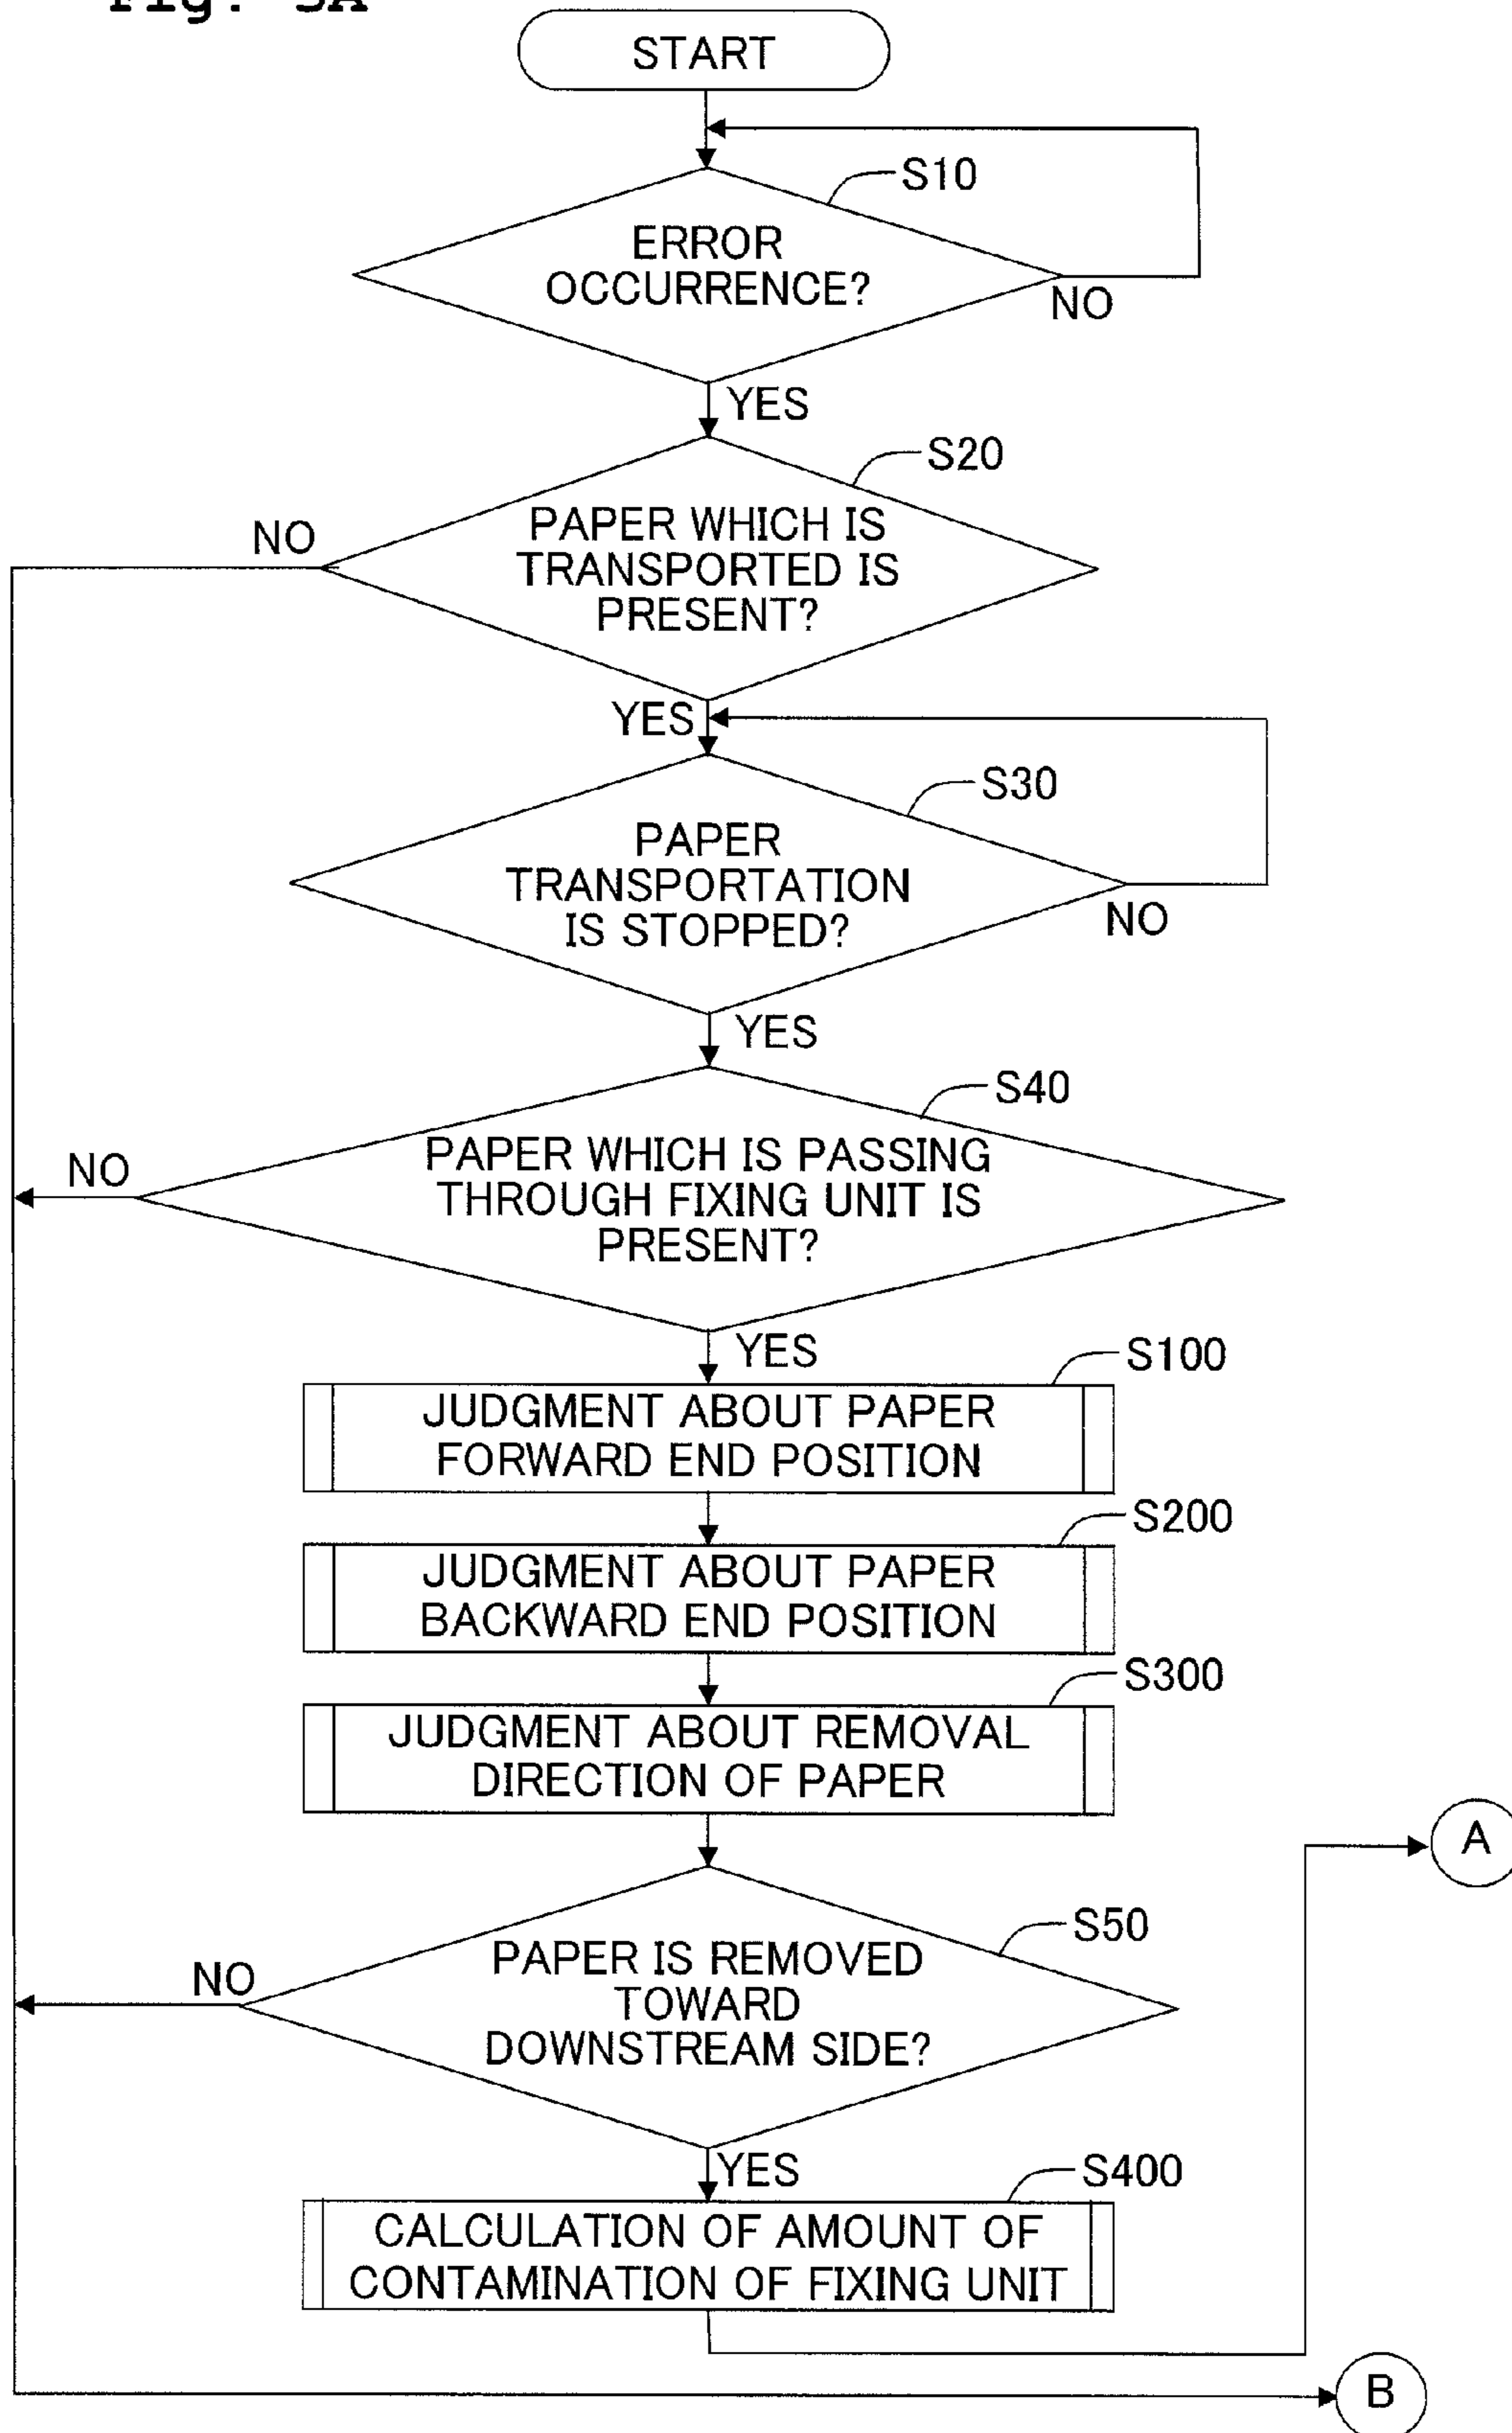 START
S10
ERROR
OCCURRENCE?
NO
YES
S20
NO
PAPER WHICH IS
TRANSPORTED IS
PRESENT?
YES
S30
PAPER
TRANSPORTATION
IS STOPPED?
NO
YES
S40
NO
PAPER WHICH IS PASSING
THROUGH FIXING UNIT IS
PRESENT?
YES
S100
JUDGMENT ABOUT PAPER
FORWARD END POSITION
S200
JUDGMENT ABOUT PAPER
BACKWARD END POSITION
S300
JUDGMENT ABOUT REMOVAL
DIRECTION OF PAPER
A
S50
NO
PAPER IS REMOVED
TOWARD
DOWNSTREAM SIDE?
YES
S400
CALCULATION OF AMOUNT OF
CONTAMINATION OF FIXING UNIT
B